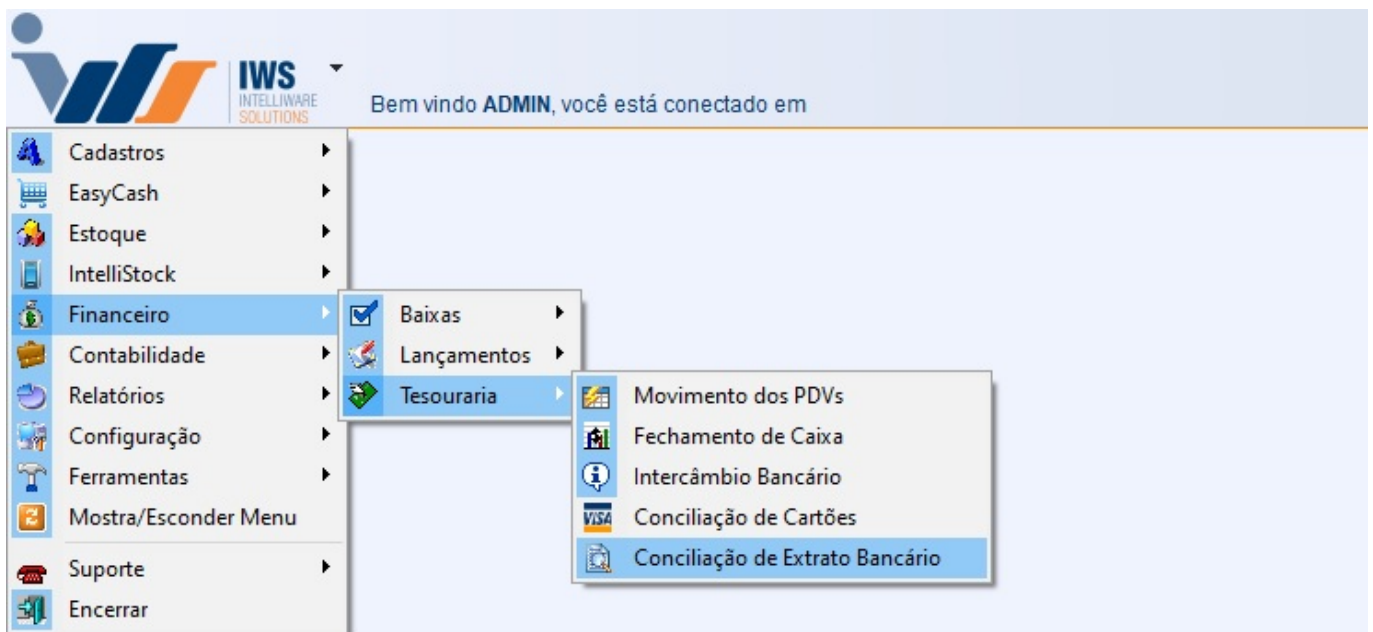 IWS
INTELLIWARE
SOLUTIONS
Bem vindo ADMIN, você está conectado em
Cadastros
EasyCash
Estoque
IntelliStock
Financeiro
Contabilidade
Relatórios
Configuração
Ferramentas
Mostra/Esconder Menu
Suporte
Encerrar
Baixas
Lançamentos
Tesouraria
Movimento dos PDVs
Fechamento de Caixa
Intercâmbio Bancário
VISA
Conciliação de Cartões
Conciliação de Extrato Bancário